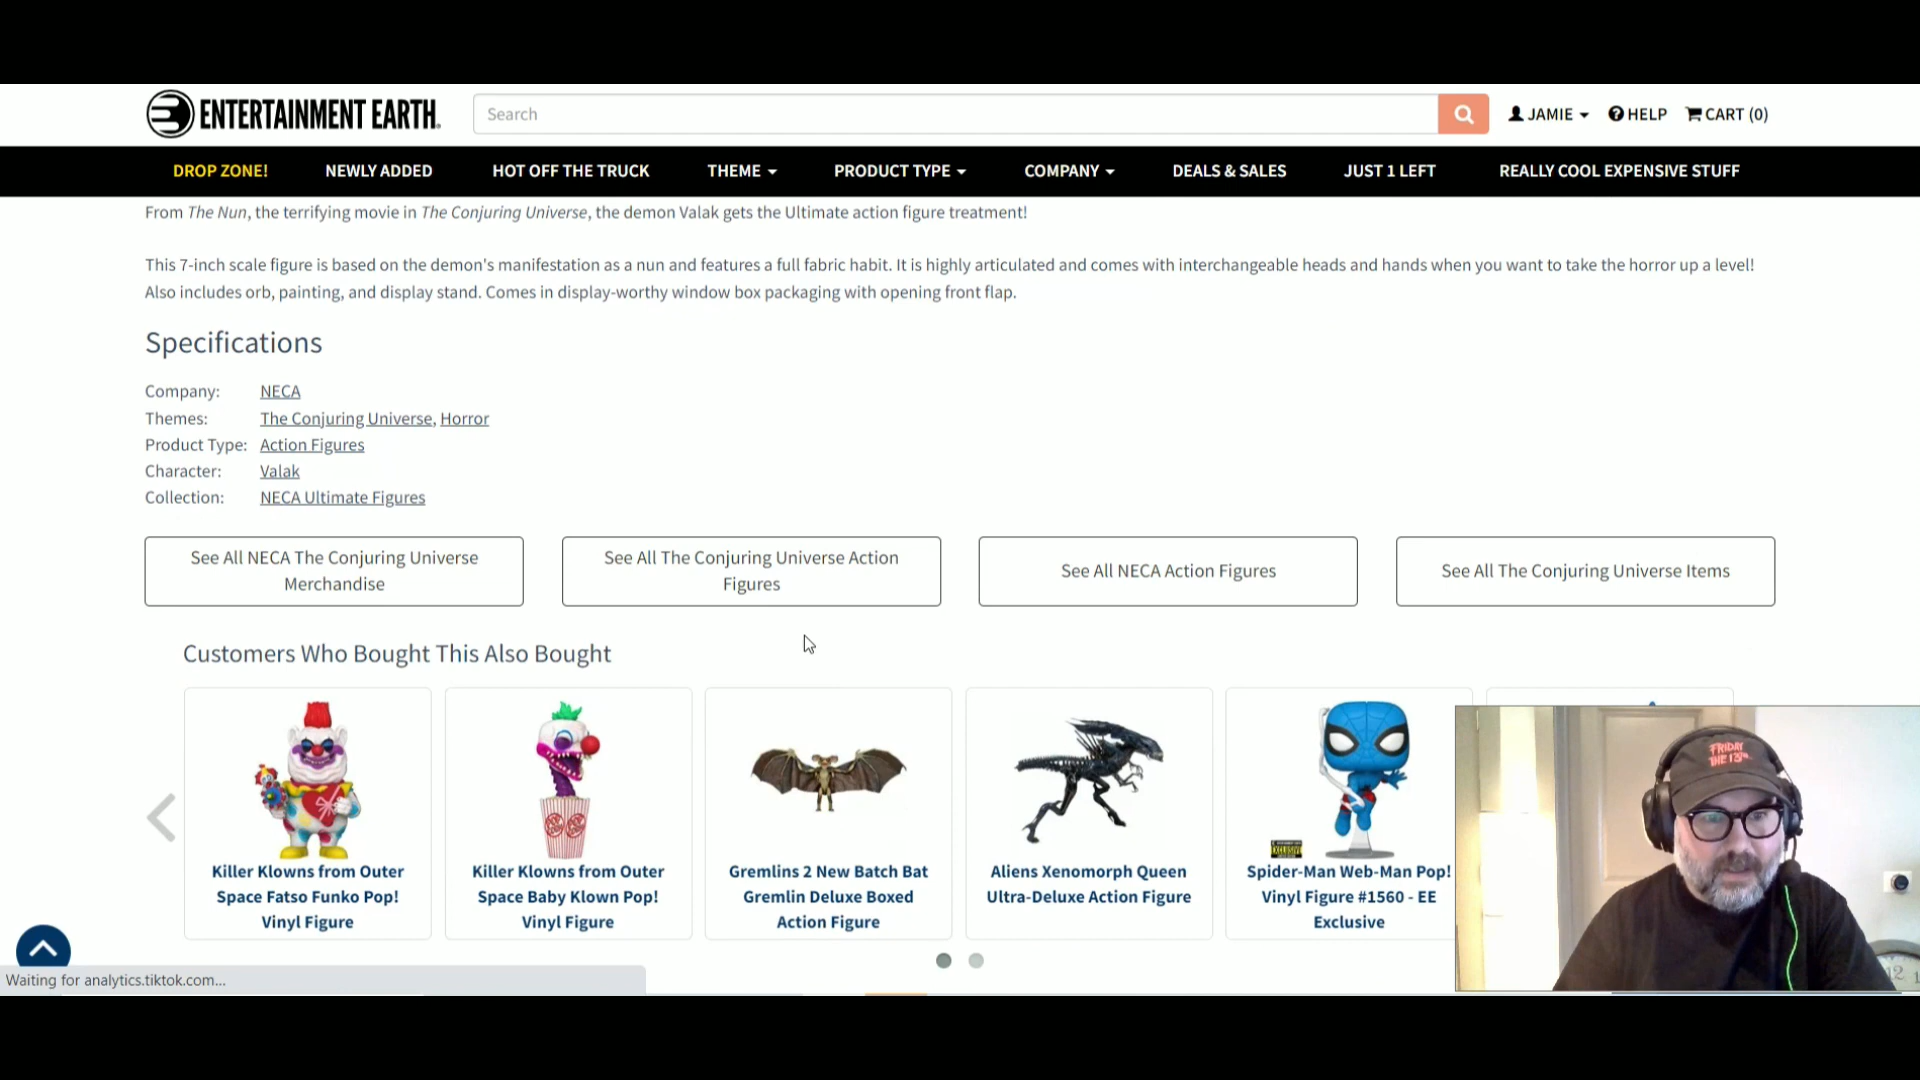 ENTERTAINMENT EARTH
Search
JAMIE
HELP
CART (0)
DROP ZONE!
NEWLY ADDED
HOT OFF THE TRUCK
THEME
PRODUCT TYPE
COMPANY
DEALS & SALES
JUST 1 LEFT
REALLY COOL EXPENSIVE STUFF
From The Nun, the terrifying movie in The Conjuring Universe, the demon Valak gets the Ultimate action figure treatment!
This 7-inch scale figure is based on the demon's manifestation as a nun and features a full fabric habit. It is highly articulated and comes with interchangeable heads and hands when you want to take the horror up a level!
Also includes orb, painting, and display stand. Comes in display-worthy window box packaging with opening front flap.
Specifications
Company: NECA
Themes: The Conjuring Universe, Horror
Product Type: Action Figures
Character: Valak
Collection: NECA Ultimate Figures
See All NECA The Conjuring Universe
Merchandise
See All The Conjuring Universe Action
Figures
See All NECA Action Figures
See All The Conjuring Universe Items
Customers Who Bought This Also Bought
Killer Klowns from Outer
Space Fatso Funko Pop!
Vinyl Figure
Killer Klowns from Outer
Space Baby Klown Pop!
Vinyl Figure
Gremlins 2 New Batch Bat
Gremlin Deluxe Boxed
Action Figure
Aliens Xenomorph Queen
Ultra-Deluxe Action Figure
EXCLUSIVE
Spider-Man Web-Man Pop!
Vinyl Figure #1560 - EE
Exclusive
FRIDAY
THE 13TH
12
Waiting for analytics.tiktok.com...